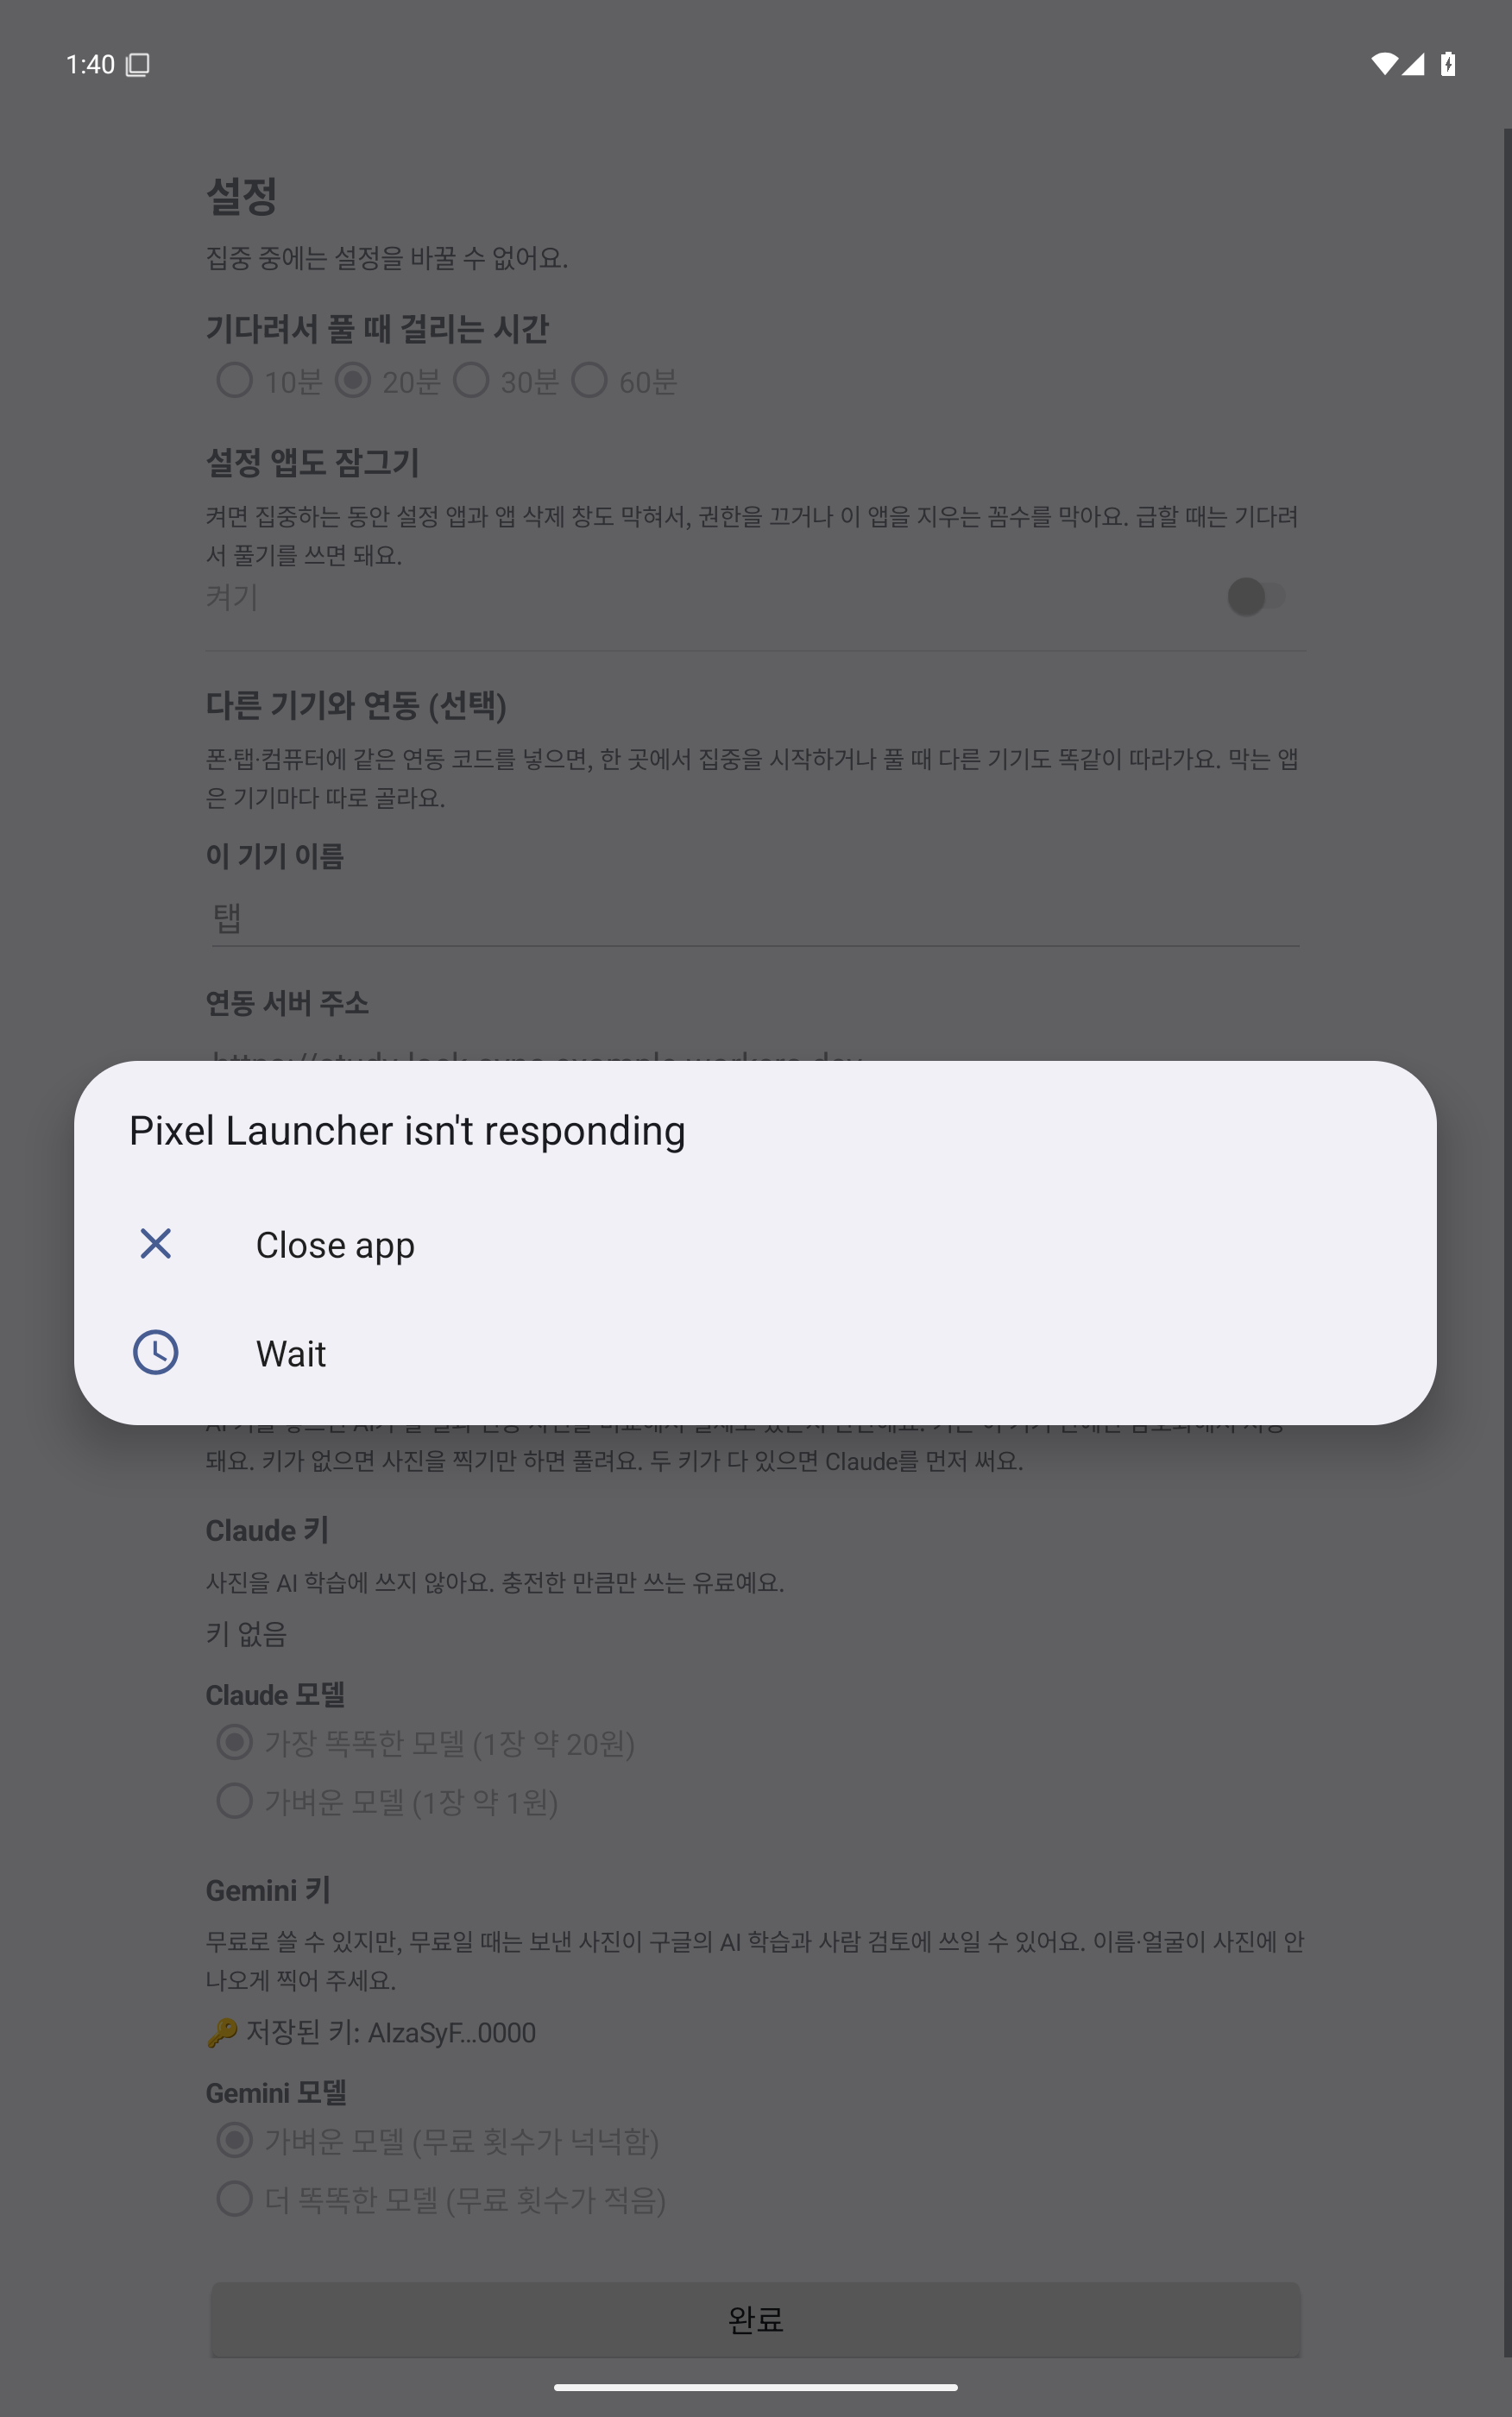 1:40
설정
집중 중에는 설정을 바꿀 수 없어요.
기다려서 풀 때 걸리는 시간
10분 20분 30분 60분
설정 앱도 잠그기
켜면 집중하는 동안 설정 앱과 앱 삭제 창도 막혀서, 권한을 끄거나 이 앱을 지우는 꼼수를 막아요. 급할 때는 기다려
서 풀기를 쓰면 돼요.
켜기
다른 기기와 연동 (선택)
폰·탭·컴퓨터에 같은 연동 코드를 넣으면, 한 곳에서 집중을 시작하거나 풀 때 다른 기기도 똑같이 따라가요. 막는 앱
은 기기마다 따로 골라요.
이 기기 이름
탭
연동 서버 주소
Pixel Launcher isn't responding
Close app
Wait
돼요. 키가 없으면 사진을 찍기만 하면 풀려요. 두 키가 다 있으면 Claude를 먼저 써요.
Claude 키
사진을 AI 학습에 쓰지 않아요. 충전한 만큼만 쓰는 유료예요.
키 없음
Claude 모델
가장 똑똑한 모델 (1장 약 20원)
가벼운 모델 (1장 약 1원)
Gemini 키
무료로 쓸 수 있지만, 무료일 때는 보낸 사진이 구글의 AI 학습과 사람 검토에 쓰일 수 있어요. 이름·얼굴이 사진에 안
나오게 찍어 주세요.
🔑 저장된 키: AIzaSyF…0000
Gemini 모델
가벼운 모델 (무료 횟수가 넉넉함)
더 똑똑한 모델 (무료 횟수가 적음)
완료